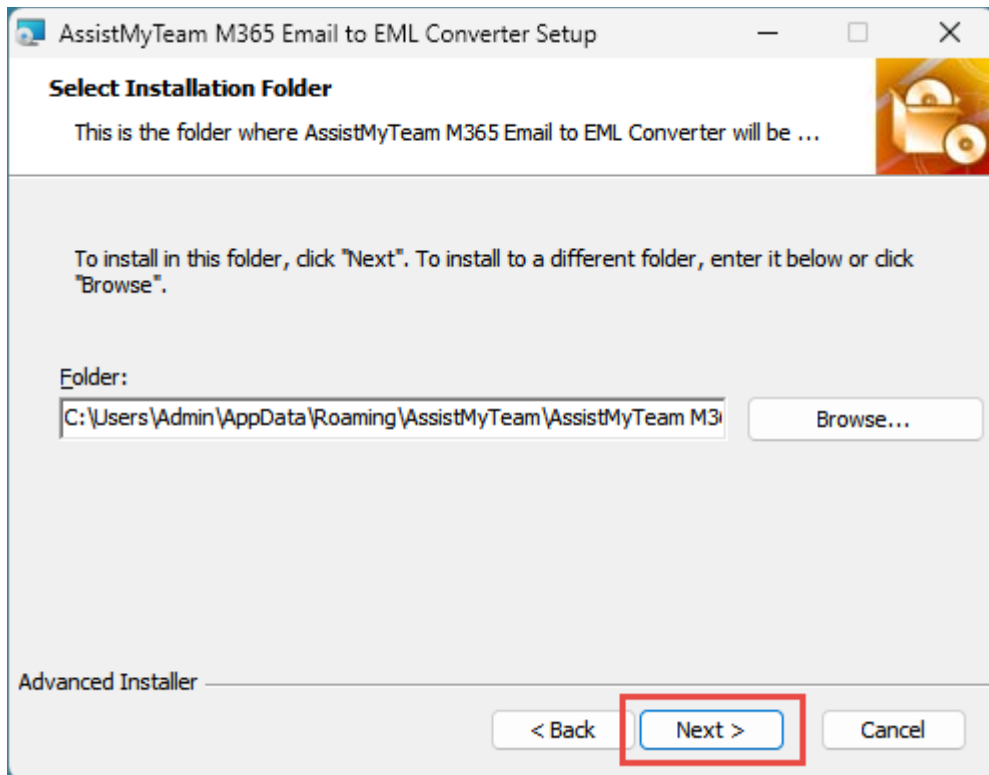 AssistMyTeam M365 Email to EML Converter Setup
Select Installation Folder
This is the folder where AssistMyTeam M365 Email to EML Converter will be ...
To install in this folder, click "Next". To install to a different folder, enter it below or click
"Browse".
Folder:
C:\Users\Admin\AppData\Roaming\AssistMyTeam\AssistMyTeam M3
Browse...
Advanced Installer
< Back
Next >
Cancel